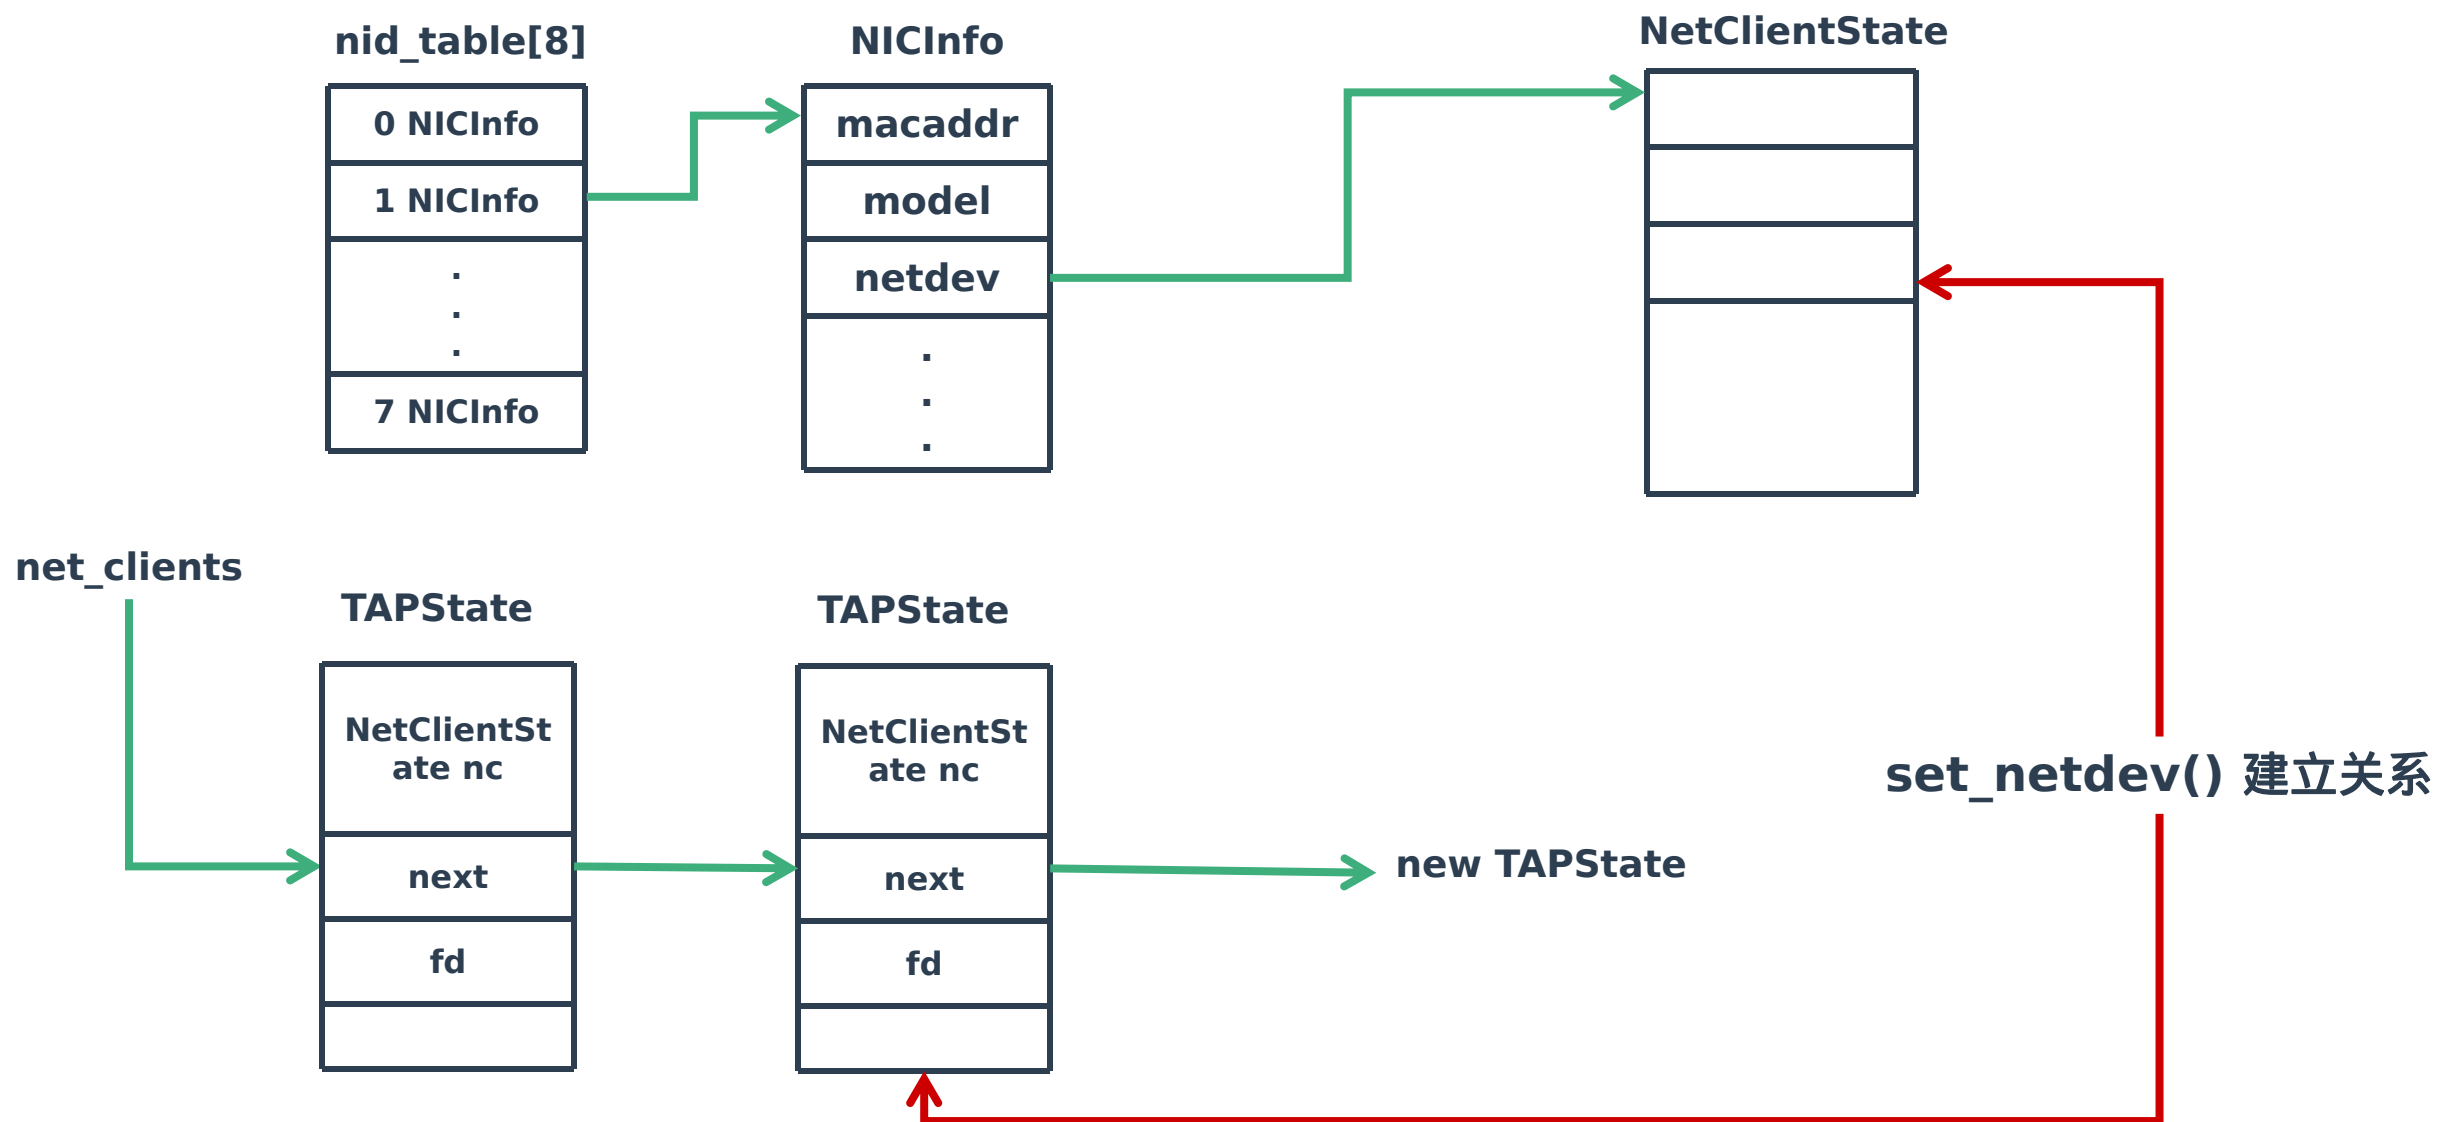 nid_table[8]
0 NICInfo
1 NICInfo
.
.
.
7 NICInfo
NICInfo
macaddr
model
netdev
.
.
.
NetClientState
net_clients
TAPState
NetClientSt
ate nc
next
fd
TAPState
NetClientSt
ate nc
next
fd
new TAPState
set_netdev() 建立关系